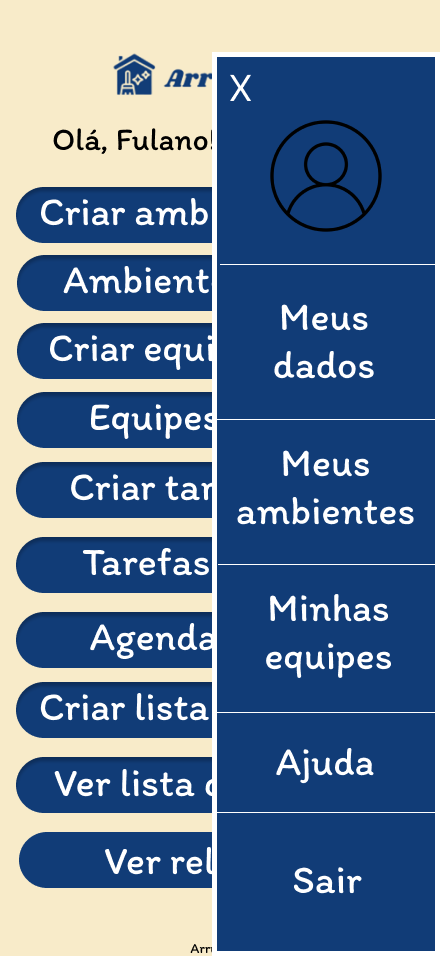 Arr
X
Olá, Fulano!
Criar amb
Ambient
Criar equi
Equipes
Criar tar
Tarefas
Agenda
Criar lista
Ver lista
Ver rel
Arr
Meus
dados
Meus
ambientes
Minhas
equipes
Ajuda
Sair